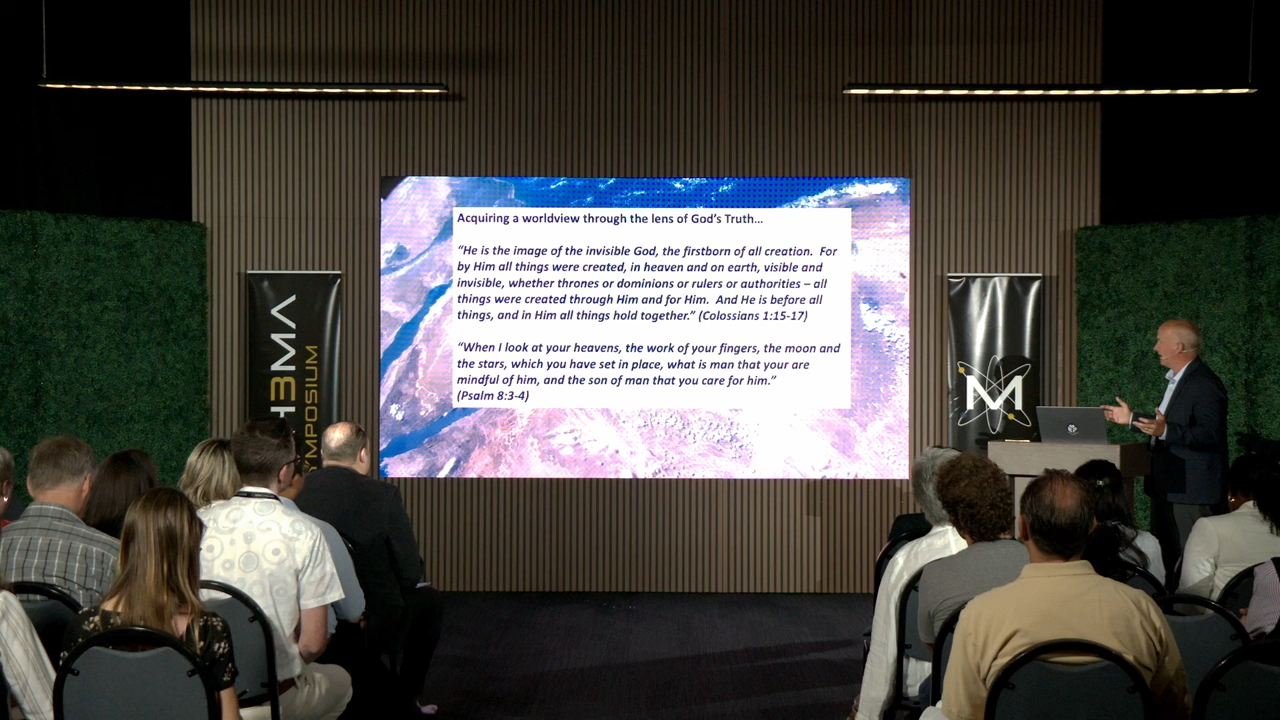 Acquiring a worldview through the lens of God's Truth…
"He is the image of the invisible God, the firstborn of all creation. For
by Him all things were created, in heaven and on earth, visible and
invisible, whether thrones or dominions or rulers or authorities – all
things were created through Him and for Him. And He is before all
things, and in Him all things hold together." (Colossians 1:15-17)
"When I look at your heavens, the work of your fingers, the moon and
the stars, which you have set in place, what is man that your are
mindful of him, and the son of man that you care for him."
(Psalm 8:3-4)
M